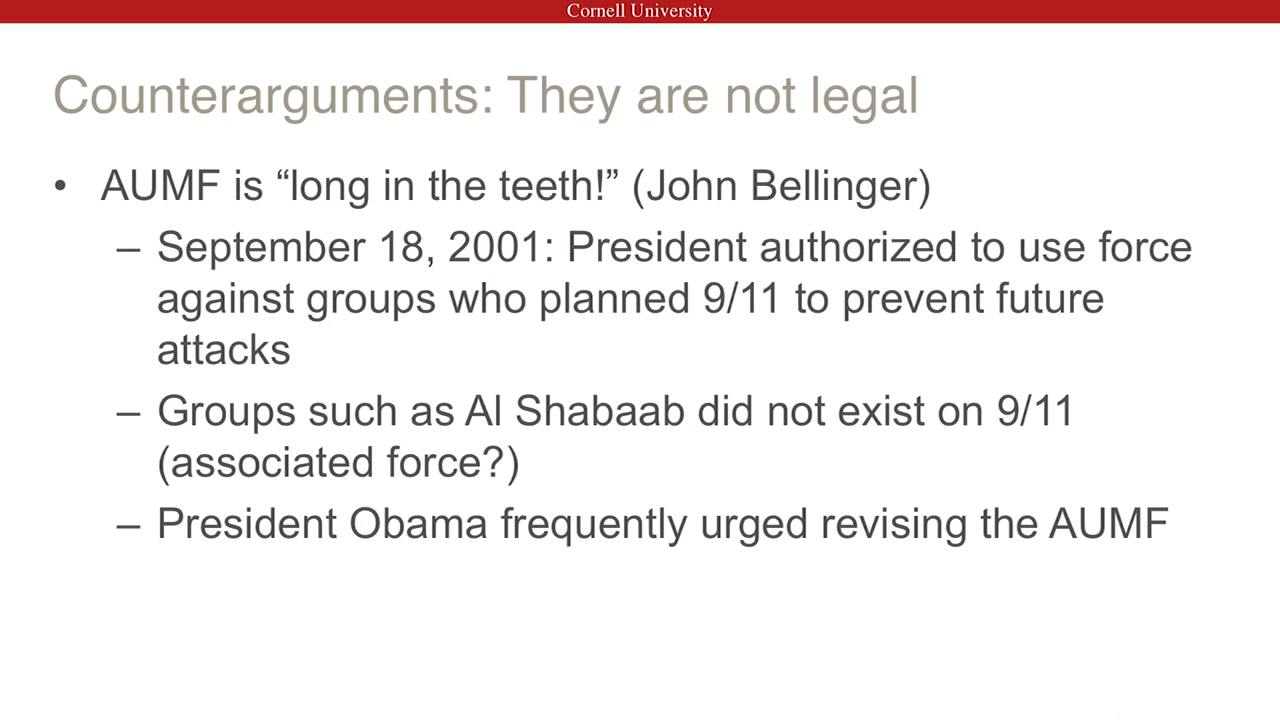 Cornell University
Counterarguments: They are not legal
• AUMF is “long in the teeth!” (John Bellinger)
– September 18, 2001: President authorized to use force
against groups who planned 9/11 to prevent future
attacks
– Groups such as Al Shabaab did not exist on 9/11
(associated force?)
– President Obama frequently urged revising the AUMF